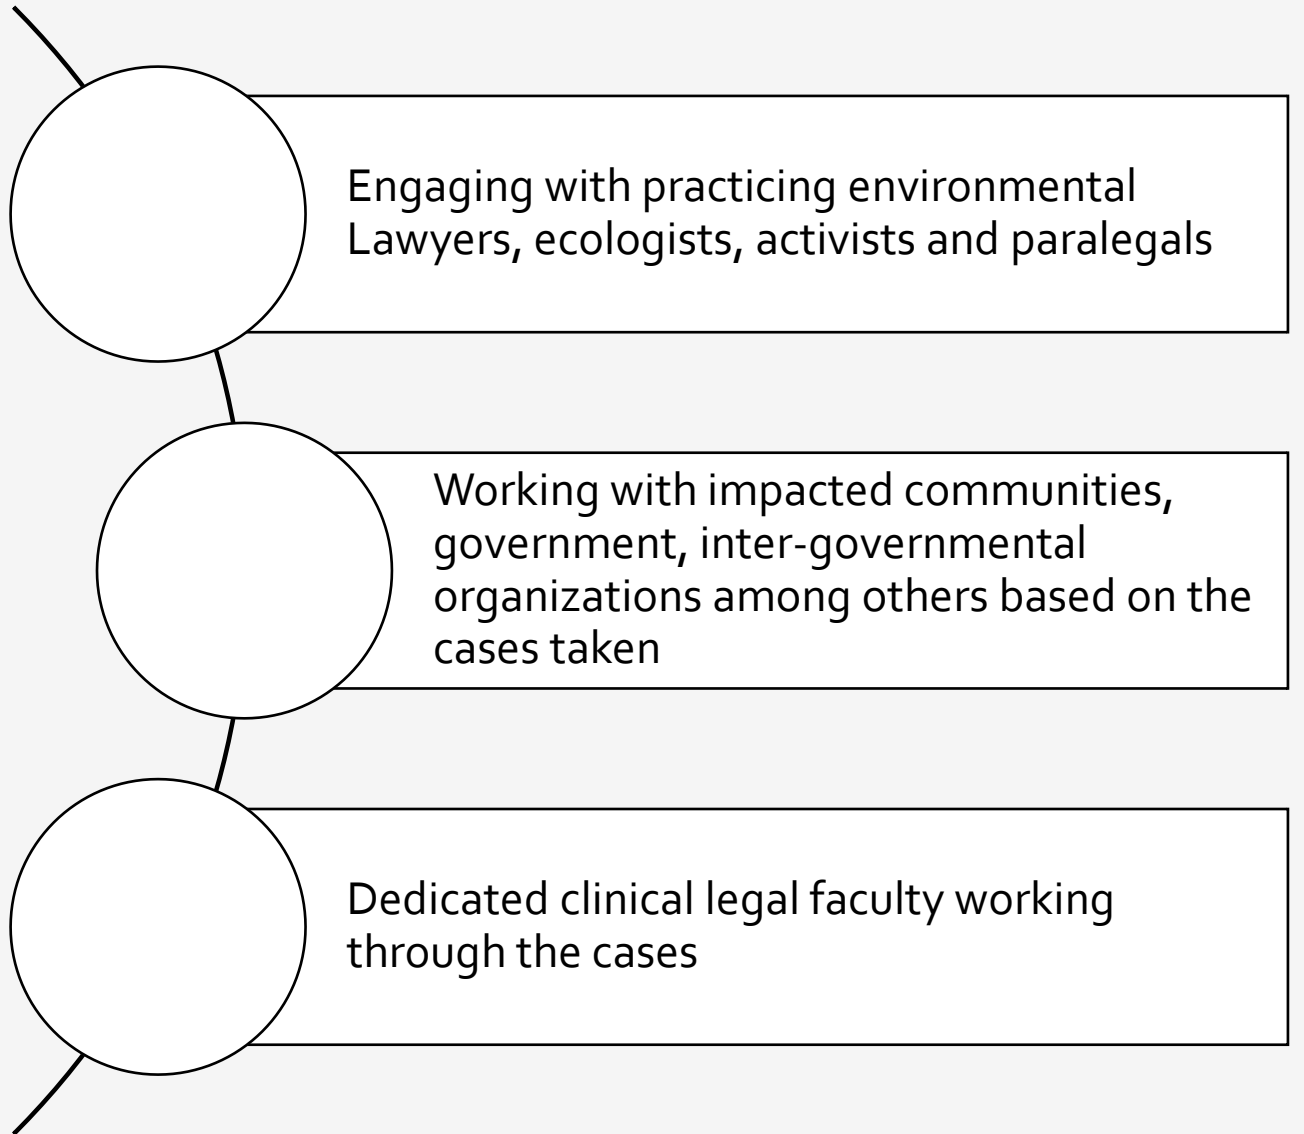 Engaging with practicing environmental
Lawyers, ecologists, activists and paralegals
Working with impacted communities,
government, inter-governmental
organizations among others based on the
cases taken
Dedicated clinical legal faculty working
through the cases